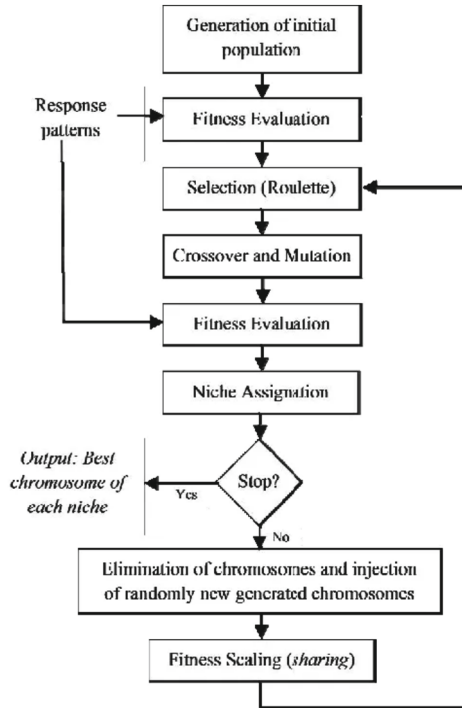 Generation of initial
population
Response
patterns
Fitness Evaluation
Selection (Roulette)
Crossover and Mutation
Fitness Evaluation
Niche Assignation
Output: Best
chromosome of
each niche
Yes
Stop?
No
Elimination of chromosomes and injection
of randomly new generated chromosomes
Fitness Scaling (sharing)